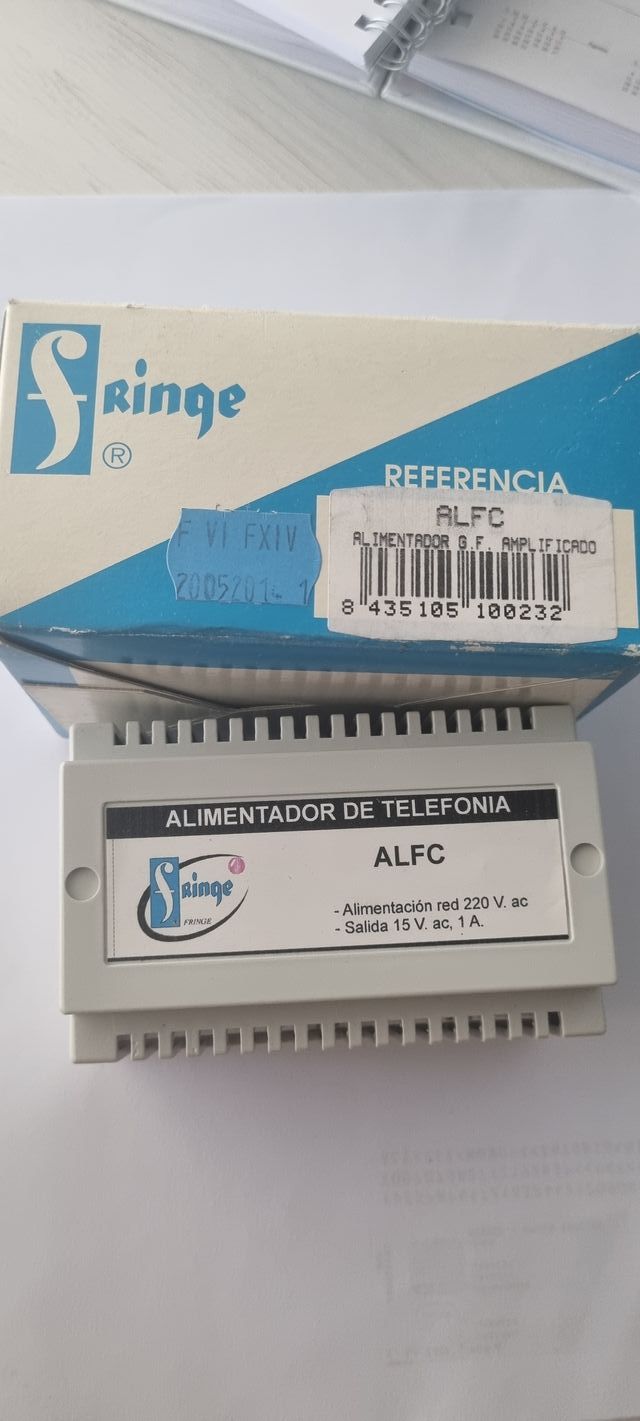 fRinge
®
REFERENCIA
ALFC
ALIMENTADOR G.F. AMPLIFICADO
8 435105 100232
F VI FXIV
ALIMENTADOR DE TELEFONIA
ALFC
fRinge
FRINGE
- Alimentación red 220 V. ac
- Salida 15 V. ac, 1 A.